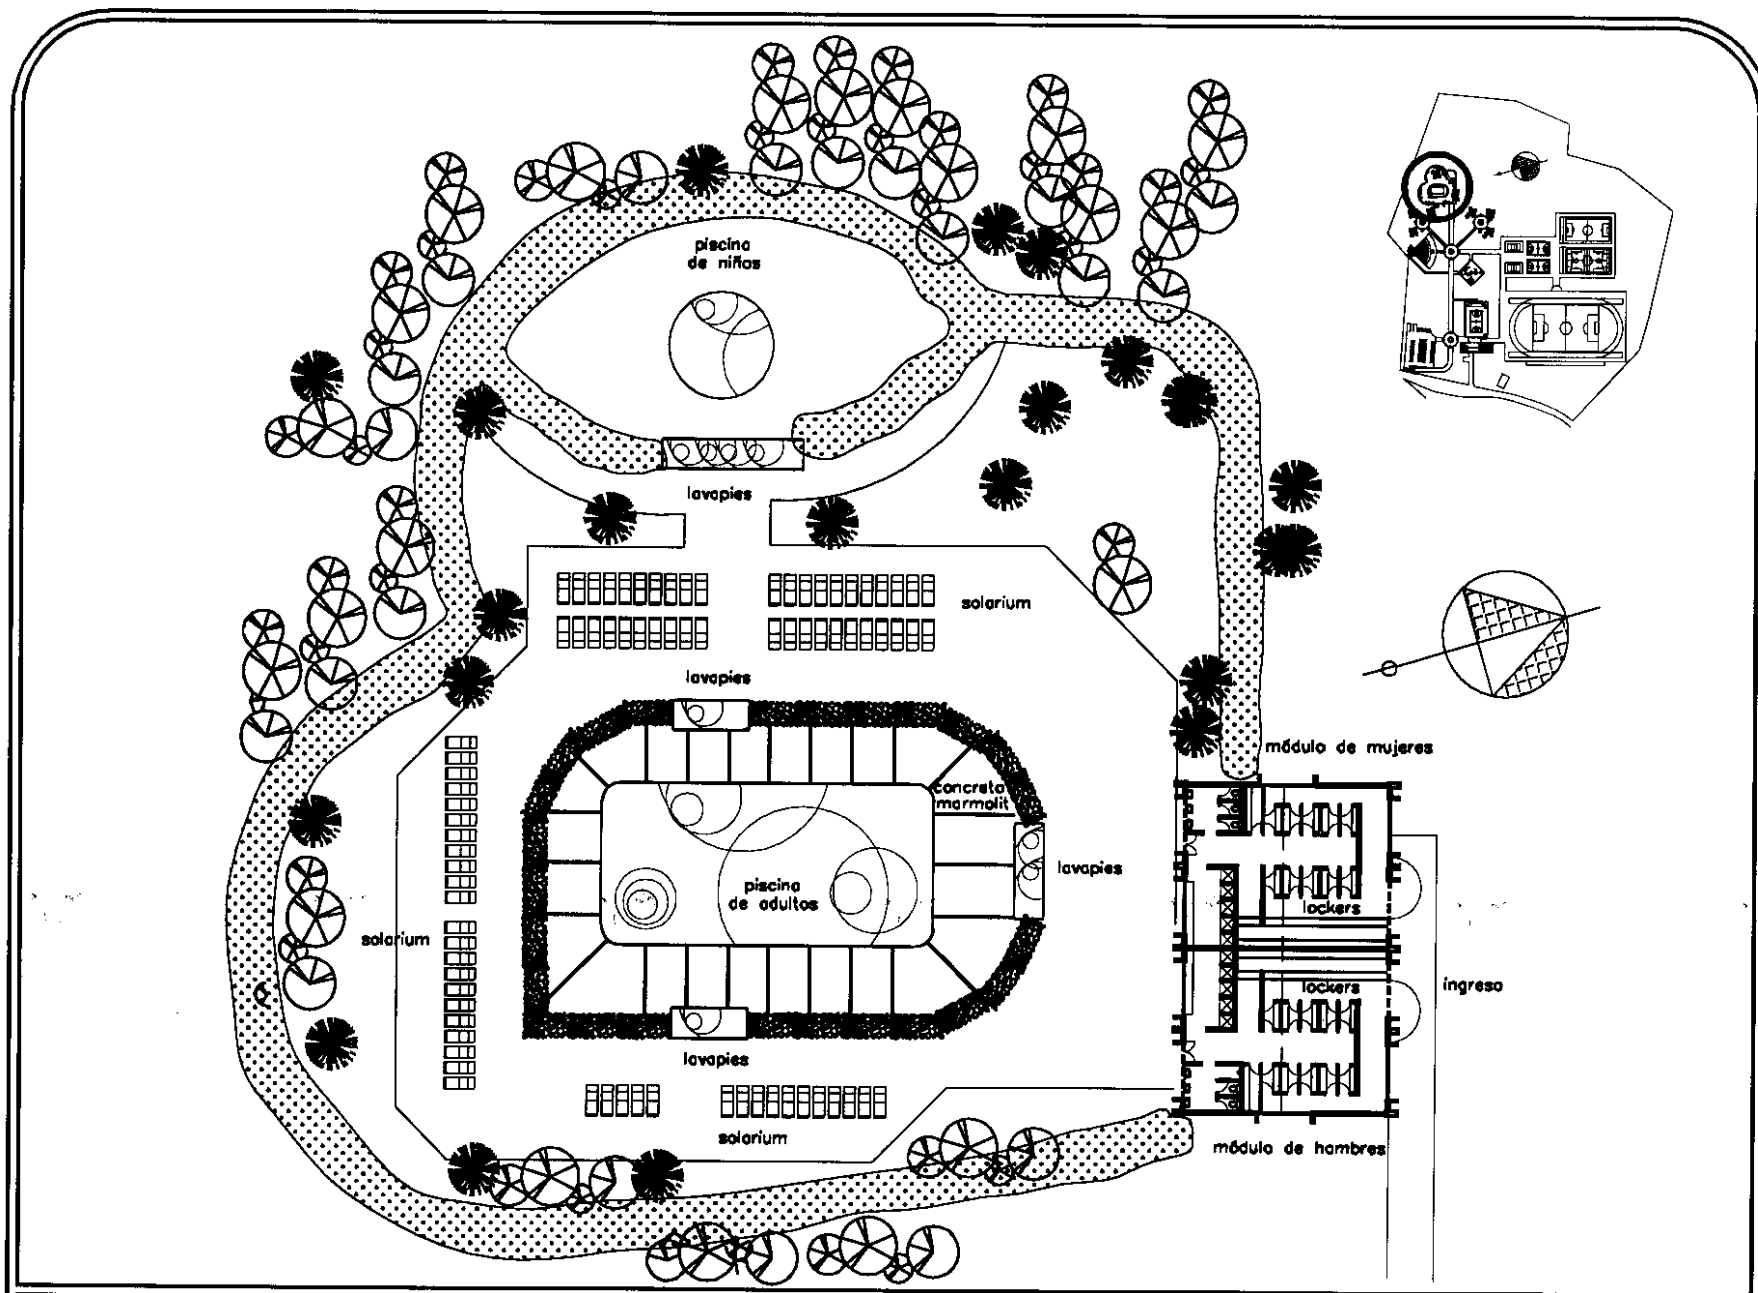 piscina
de niños
lavapies
solarium
lavapies
módulo de mujeres
concreto
marmolit
lavapies
piscina
de adultos
lockers
solarium
lockers
ingreso
lavapies
solarium
módulo de hombres